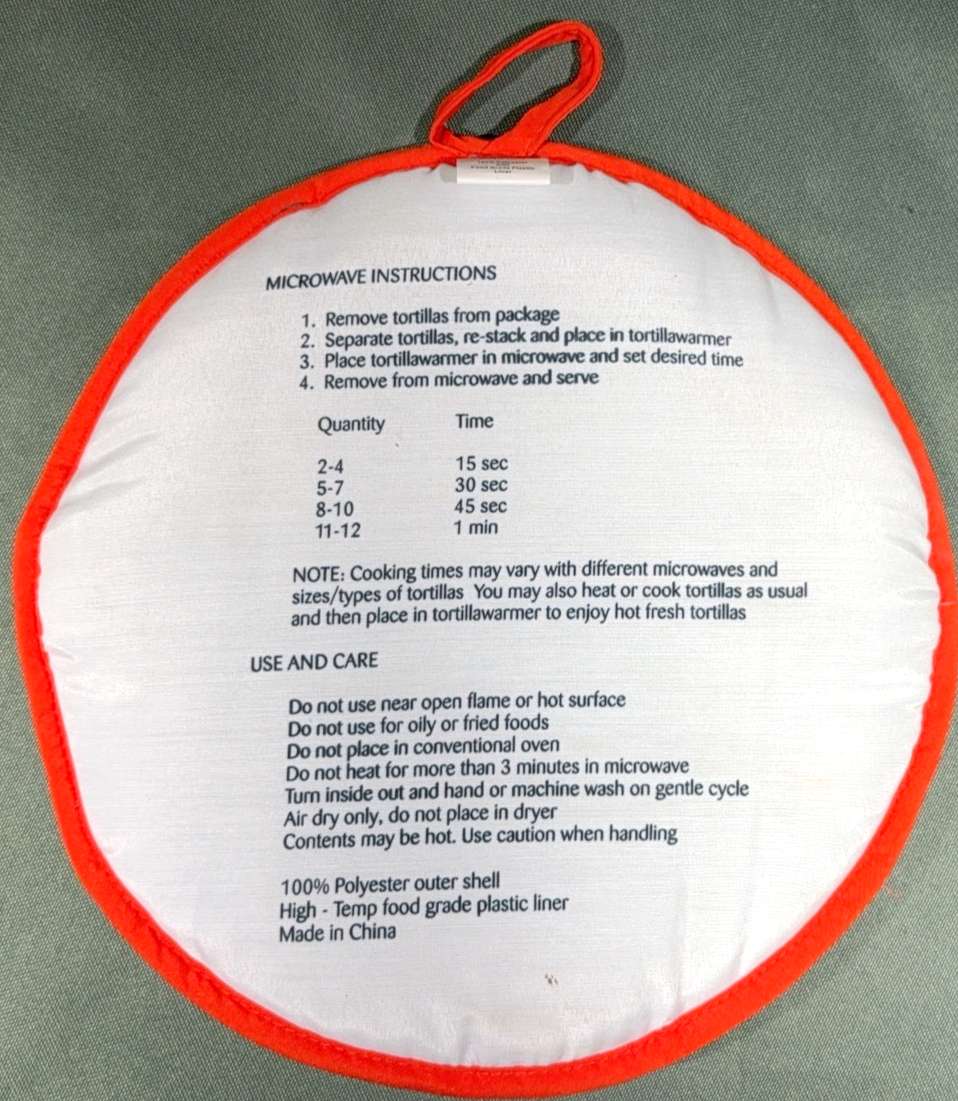 Food Grade Plastic
Liner
MICROWAVE INSTRUCTIONS
1. Remove tortillas from package
2. Separate tortillas, re-stack and place in tortillawarmer
3. Place tortillawarmer in microwave and set desired time
4. Remove from microwave and serve
Quantity Time
2-4 15 sec
5-7 30 sec
8-10 45 sec
11-12 1 min
NOTE: Cooking times may vary with different microwaves and
sizes/types of tortillas You may also heat or cook tortillas as usual
and then place in tortillawarmer to enjoy hot fresh tortillas
USE AND CARE
Do not use near open flame or hot surface
Do not use for oily or fried foods
Do not place in conventional oven
Do not heat for more than 3 minutes in microwave
Turn inside out and hand or machine wash on gentle cycle
Air dry only, do not place in dryer
Contents may be hot. Use caution when handling
100% Polyester outer shell
High - Temp food grade plastic liner
Made in China